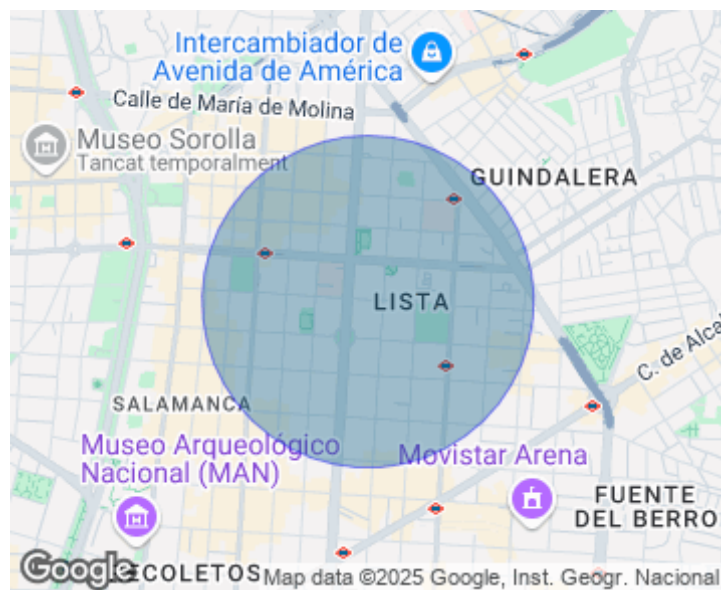 Intercambiador de
Avenida de América
Calle de María de Molina
Museo Sorolla
Tancat temporalment
GUINDALERA
LISTA
C. de Alcal
SALAMANCA
Museo Arqueológico
Nacional (MAN)
Movistar Arena
FUENTE
DEL BERRO
Google
ECOLETOS
Map data ©2025 Google, Inst. Geogr. Nacional